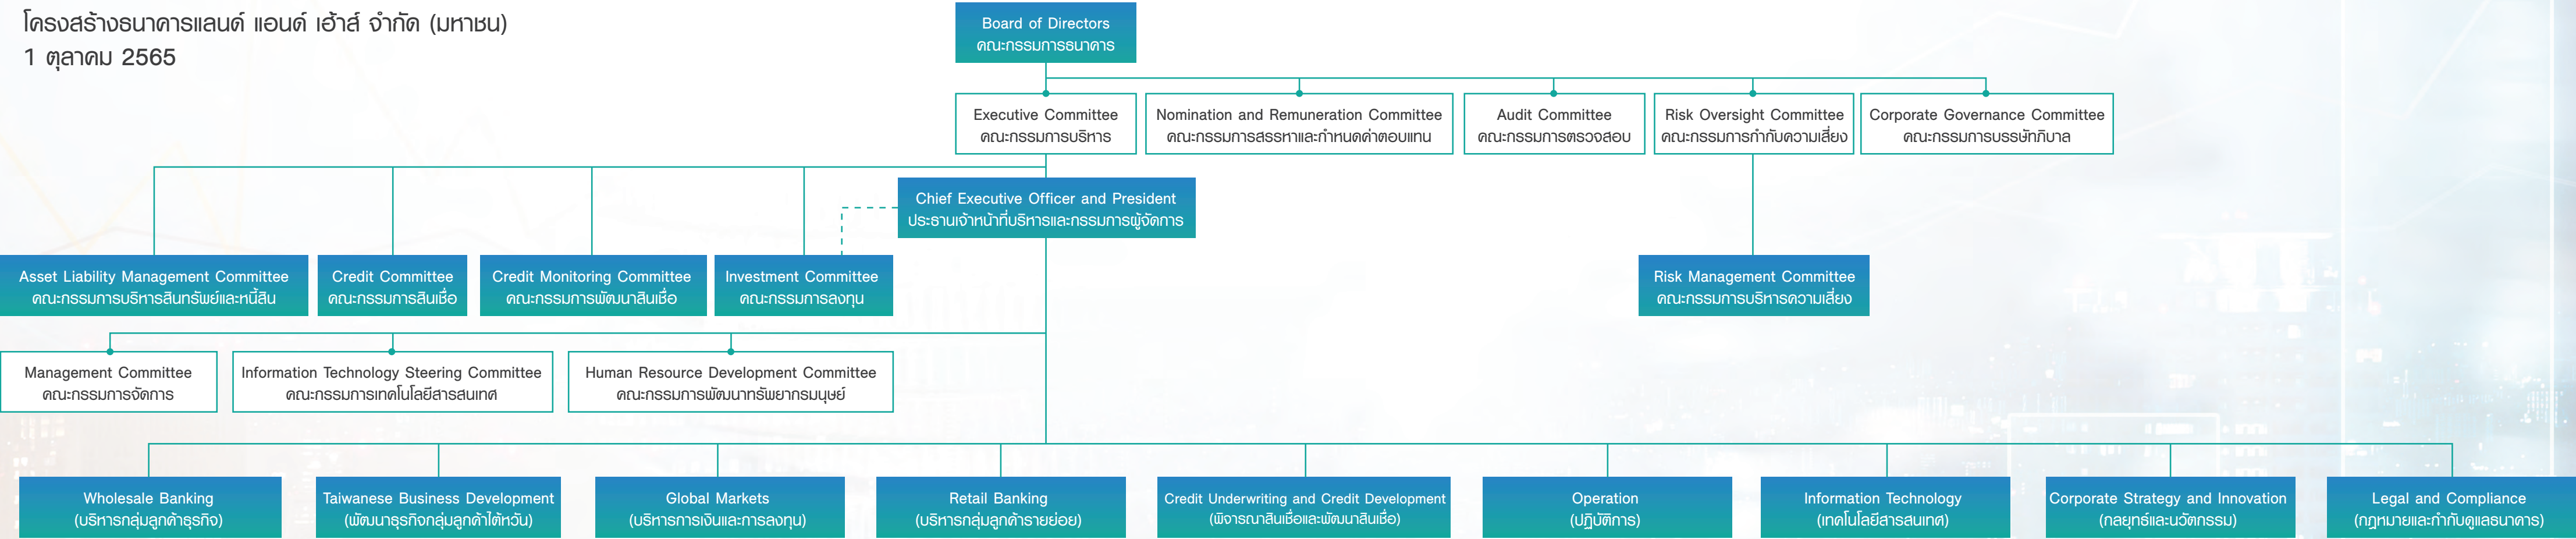 โครงสร้างธนาคารแลนด์ แอนด์ เฮ้าส์ จำกัด (มหาชน)
1 ตุลาคม 2565
Board of Directors
คณะกรรมการธนาคาร
Executive Committee
คณะกรรมการบริหาร
Nomination and Remuneration Committee
คณะกรรมการสรรหาและกำหนดค่าตอบแทน
Audit Committee
คณะกรรมการตรวจสอบ
Risk Oversight Committee
คณะกรรมการกำกับความเสี่ยง
Corporate Governance Committee
คณะกรรมการบรรษัทภิบาล
Chief Executive Officer and President
ประธานเจ้าหน้าที่บริหารและกรรมการผู้จัดการ
Asset Liability Management Committee
คณะกรรมการบริหารสินทรัพย์และหนี้สิน
Credit Committee
คณะกรรมการสินเชื่อ
Credit Monitoring Committee
คณะกรรมการพัฒนาสินเชื่อ
Investment Committee
คณะกรรมการลงทุน
Risk Management Committee
คณะกรรมการบริหารความเสี่ยง
Management Committee
คณะกรรมการจัดการ
Information Technology Steering Committee
คณะกรรมการเทคโนโลยีสารสนเทศ
Human Resource Development Committee
คณะกรรมการพัฒนาทรัพยากรมนุษย์
Wholesale Banking
(บริหารกลุ่มลูกค้าธุรกิจ)
Taiwanese Business Development
(พัฒนาธุรกิจกลุ่มลูกค้าไต้หวัน)
Global Markets
(บริหารการเงินและการลงทุน)
Retail Banking
(บริหารกลุ่มลูกค้ารายย่อย)
Credit Underwriting and Credit Development
(พิจารณาสินเชื่อและพัฒนาสินเชื่อ)
Operation
(ปฏิบัติการ)
Information Technology
(เทคโนโลยีสารสนเทศ)
Corporate Strategy and Innovation
(กลยุทธ์และนวัตกรรม)
Legal and Compliance
(กฎหมายและกำกับดูแลธนาคาร)